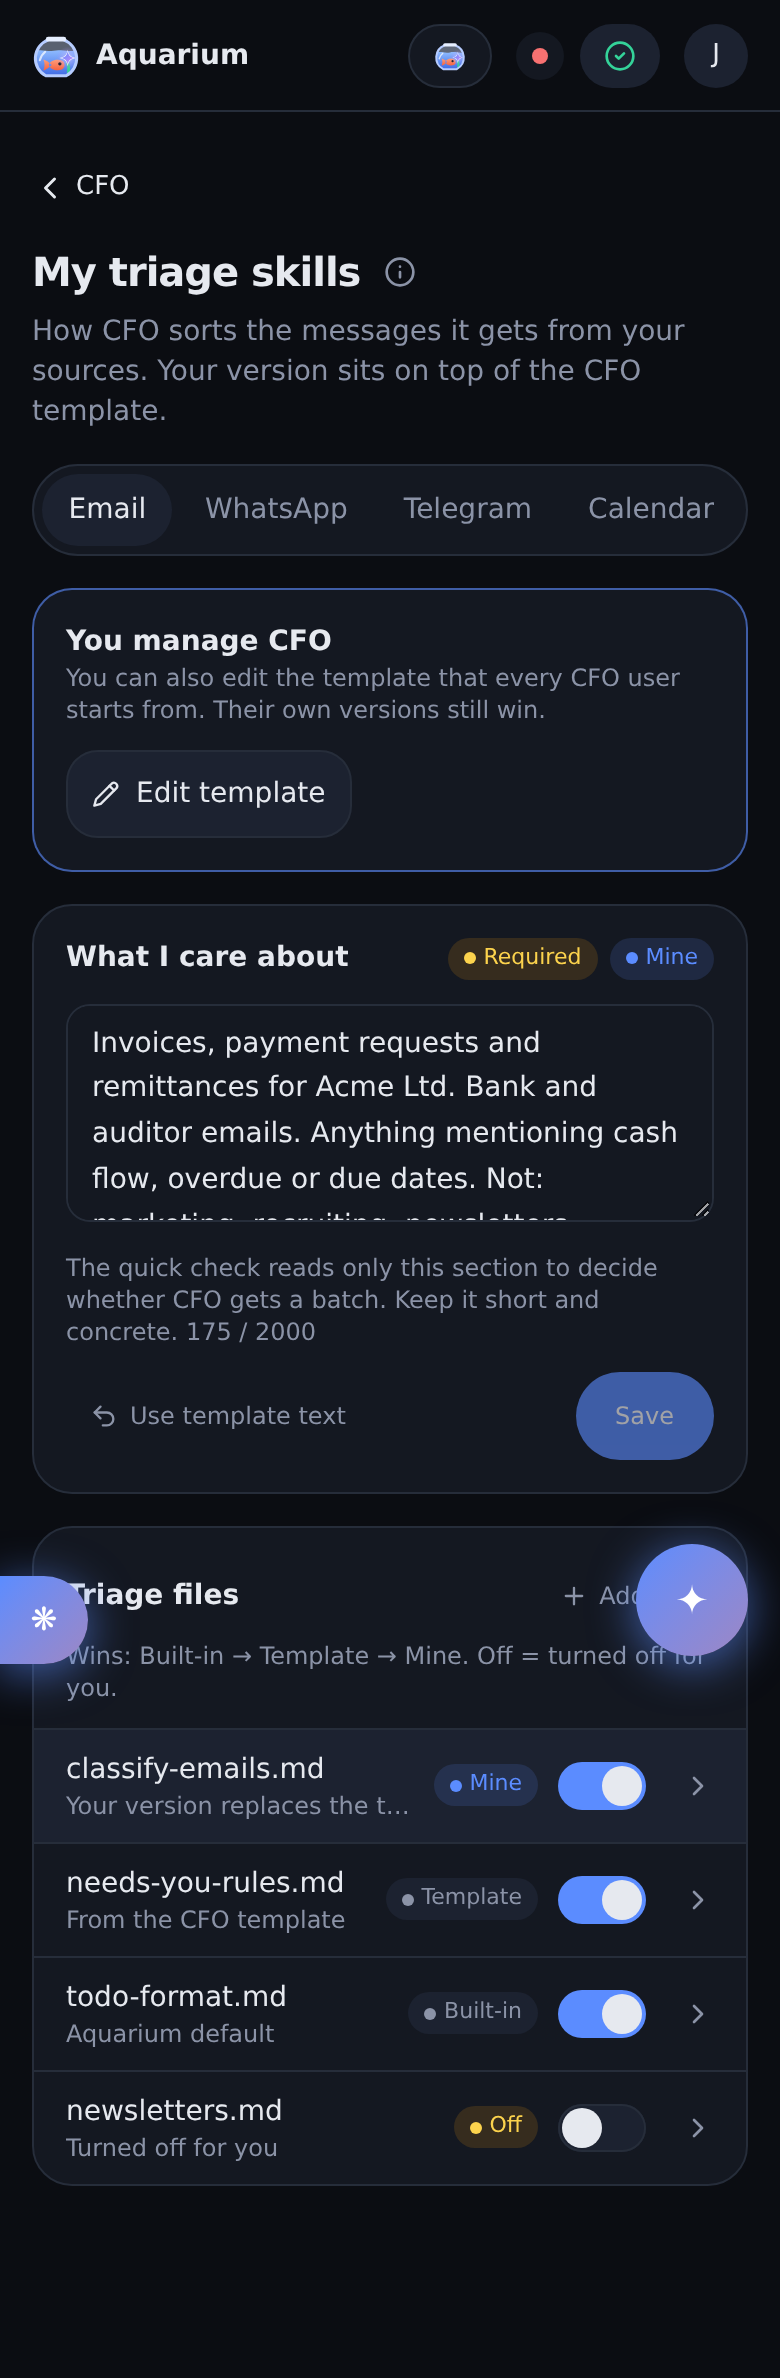 Aquarium
J
CFO
My triage skills
How CFO sorts the messages it gets from your
sources. Your version sits on top of the CFO
template.
Email WhatsApp Telegram Calendar
You manage CFO
You can also edit the template that every CFO user
starts from. Their own versions still win.
Edit template
What I care about Required Mine
Invoices, payment requests and
remittances for Acme Ltd. Bank and
auditor emails. Anything mentioning cash
flow, overdue or due dates. Not:
marketing, recruiting, newsletters
The quick check reads only this section to decide
whether CFO gets a batch. Keep it short and
concrete. 175 / 2000
Use template text Save
Triage files
Wins: Built-in → Template → Mine. Off = turned off for
you.
classify-emails.md Mine
Your version replaces the t...
needs-you-rules.md Template
From the CFO template
todo-format.md Built-in
Aquarium default
newsletters.md Off
Turned off for you